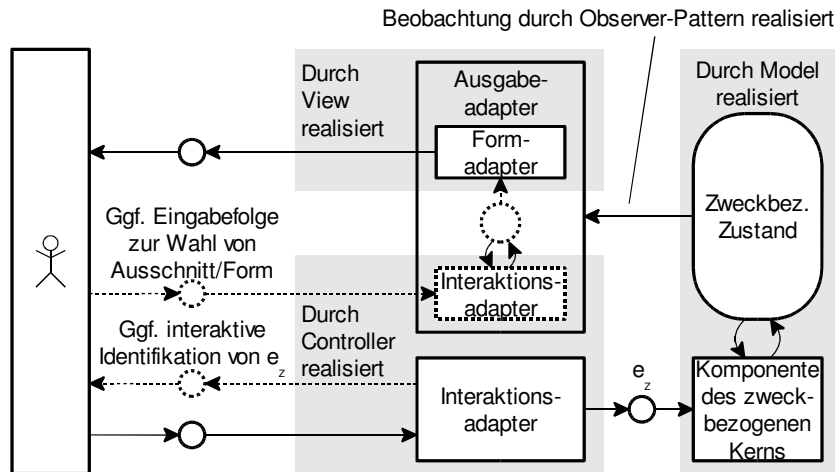 Beobachtung durch Observer-Pattern realisiert
Durch
View
realisiert
Ausgabe-
adapter
Form-
adapter
Durch Model
realisiert
Zweckbez.
Zustand
Ggf. Eingabefolge
zur Wahl von
Ausschnitt/Form
Interaktions-
adapter
Ggf. interaktive
Identifikation von e
z
Durch
Controller
realisiert
Interaktions-
adapter
e
z
Komponente
des zweck-
bezogenen
Kerns